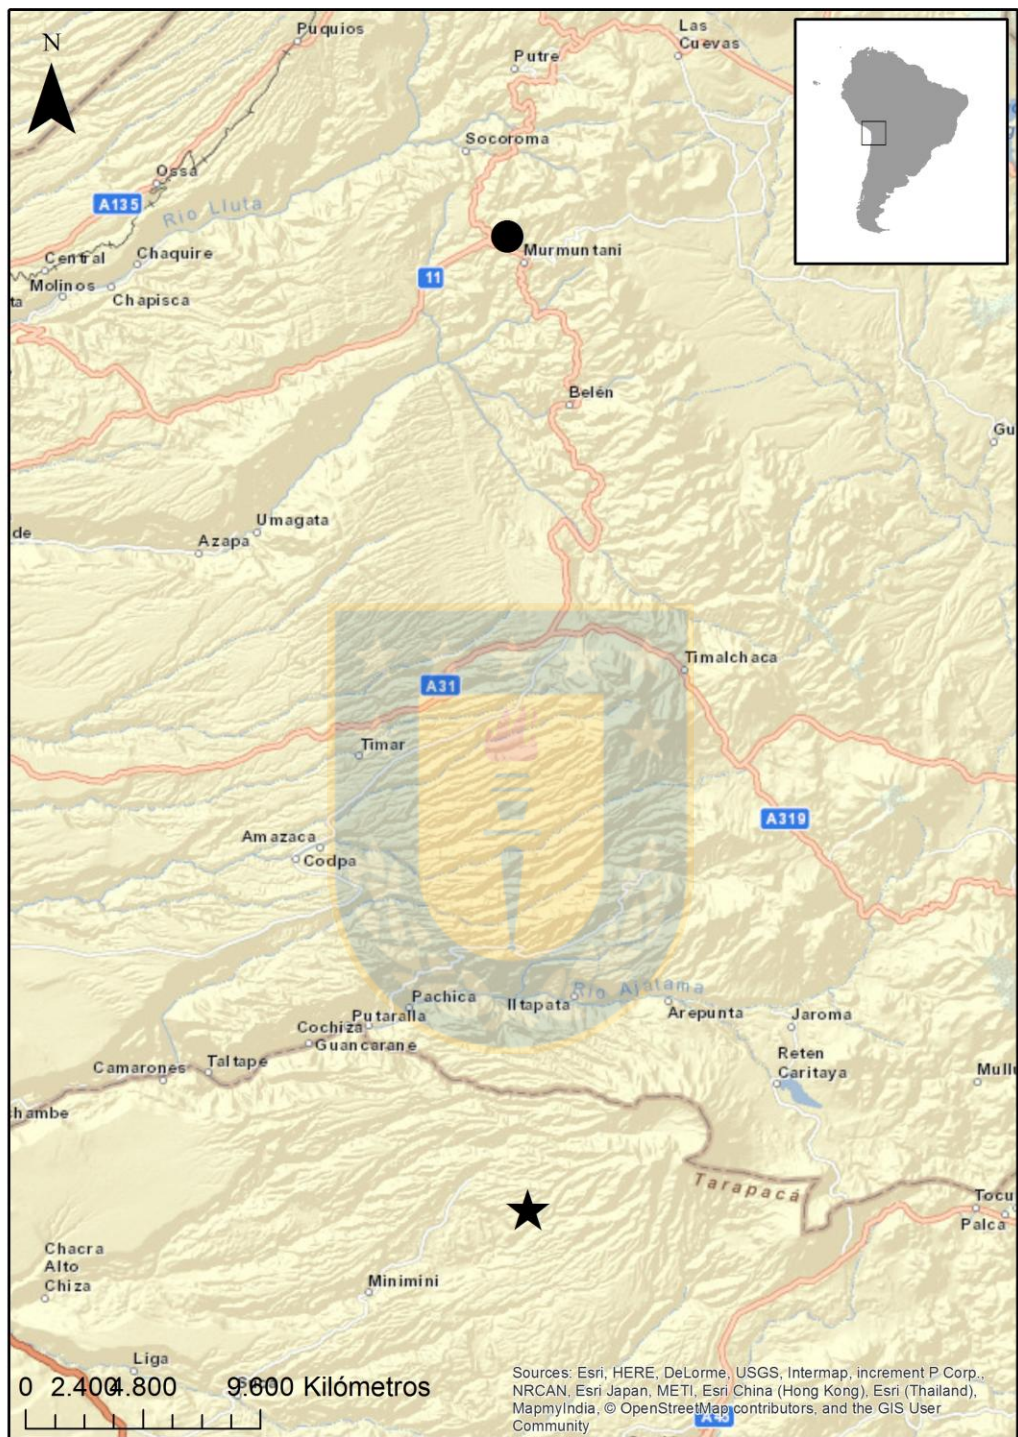 Puquios
Las
Cuevas
N
Putre
Socoroma
Ossa
A135
Rio Lluta
Murmuntani
Central
Chaquire
11
Molinos
ta
Chapisca
Belén
Gu
Umagata
de
Azapa
Timalchaca
A31
Timar
A319
Amazaca
Codpa
Rio Ajatama
Pachica
Iltapata
Arepunta
Jaroma
Putaralla
Cochiza
Guancarane
Reten
Caritaya
Camarones
Taltape
Mullu
hambe
Tarapacá
Tocu
Palca
Chacra
Alto
Chiza
Minimini
Liga
0 2.400 4.800 9.600 Kilómetros
Sources: Esri, HERE, DeLorme, USGS, Intermap, increment P Corp.,
NRCAN, Esri Japan, METI, Esri China (Hong Kong), Esri (Thailand),
MapmyIndia, © OpenStreetMap contributors, and the GIS User
Community
A45